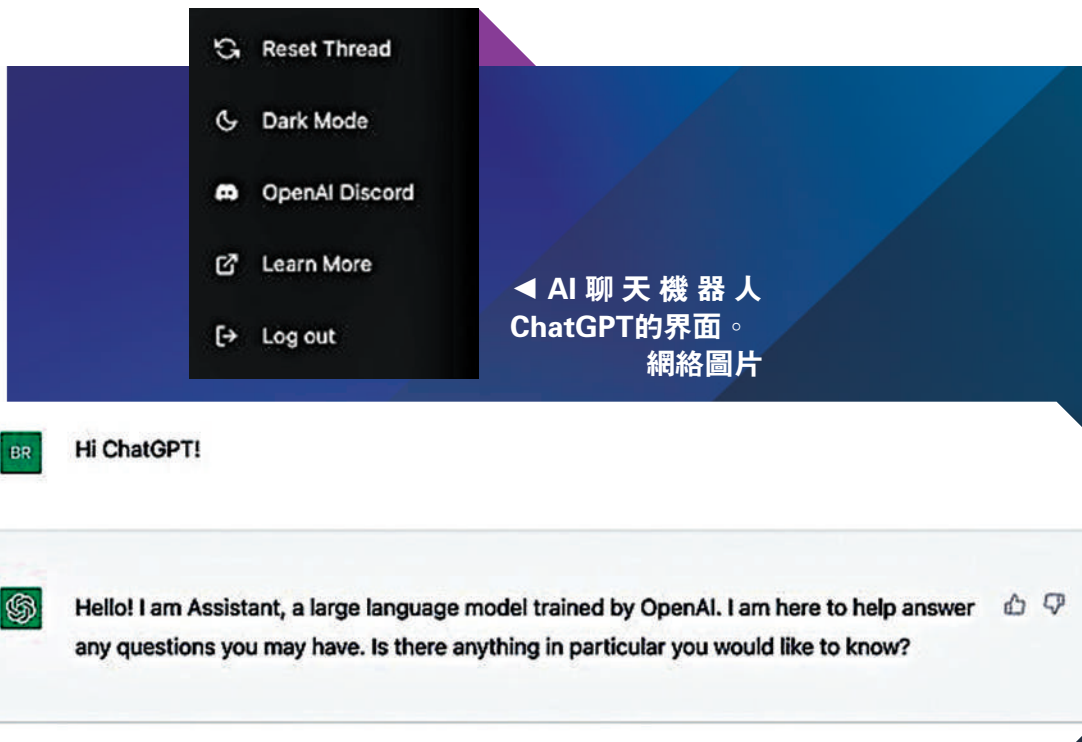 Reset Thread
Dark Mode
OpenAI Discord
Learn More
Log out
◄ AI 聊天機器人
ChatGPT的界面。
網絡圖片
BR
Hi ChatGPT!
Hello! I am Assistant, a large language model trained by OpenAI. I am here to help answer
any questions you may have. Is there anything in particular you would like to know?